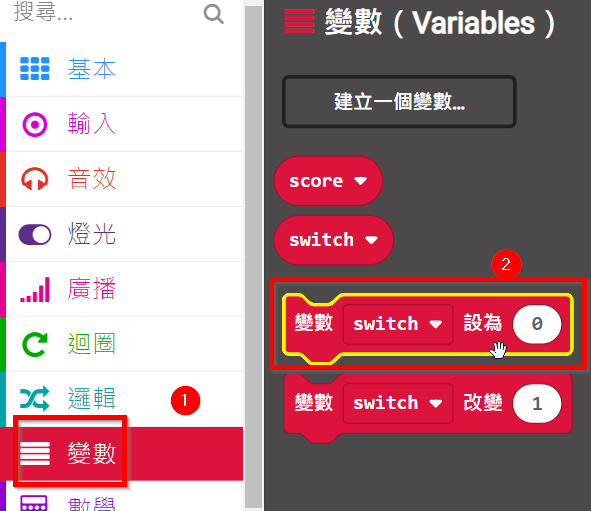 搜尋...
基本
輸入
音效
燈光
廣播
迴圈
邏輯
1
變數
數學
變數（Variables）
建立一個變數...
score
switch
2
變數 switch 設為 0
變數 switch 改變 1